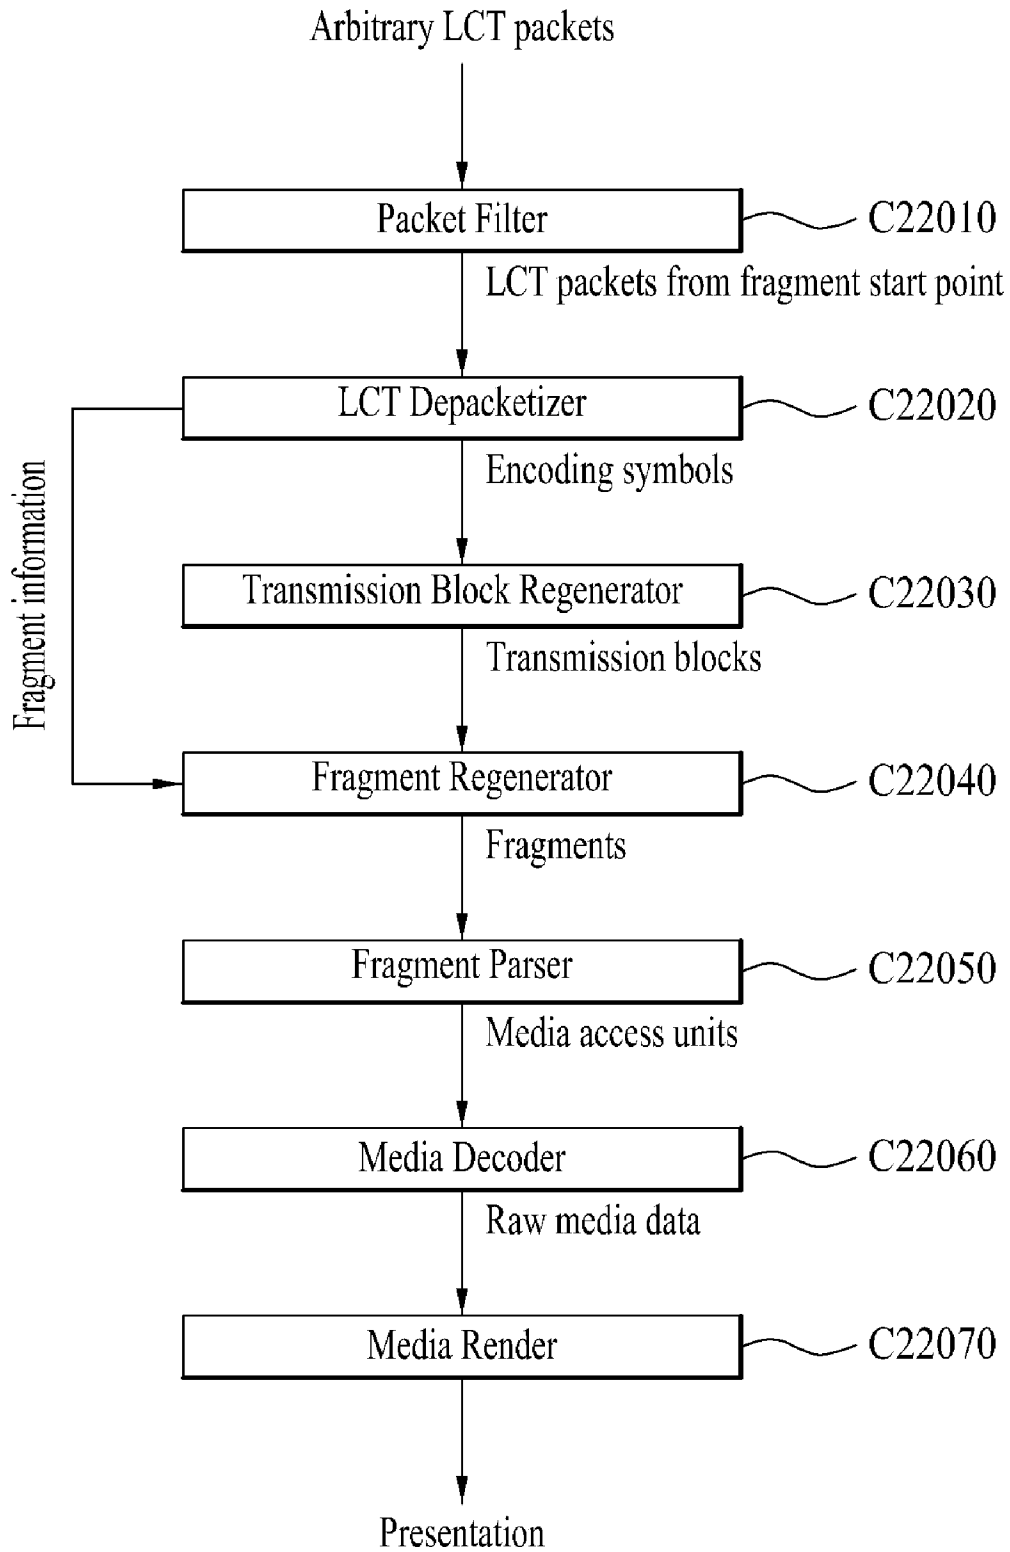 Arbitrary LCT packets
Packet Filter
C22010
LCT packets from fragment start point
LCT Depacketizer
C22020
Encoding symbols
Fragment information
Transmission Block Regenerator
C22030
Transmission blocks
Fragment Regenerator
C22040
Fragments
Fragment Parser
C22050
Media access units
Media Decoder
C22060
Raw media data
Media Render
C22070
Presentation